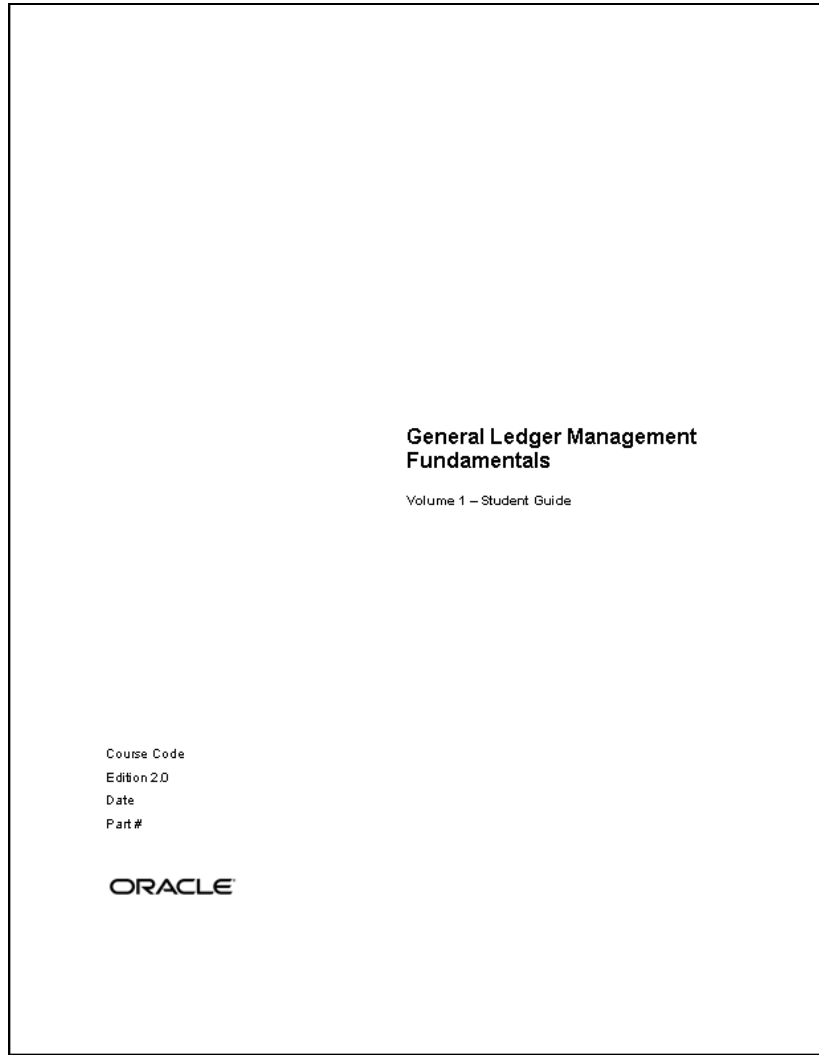 General Ledger Management
Fundamentals
Volume 1 – Student Guide
Course Code
Edition 2.0
Date
Part #
ORACLE